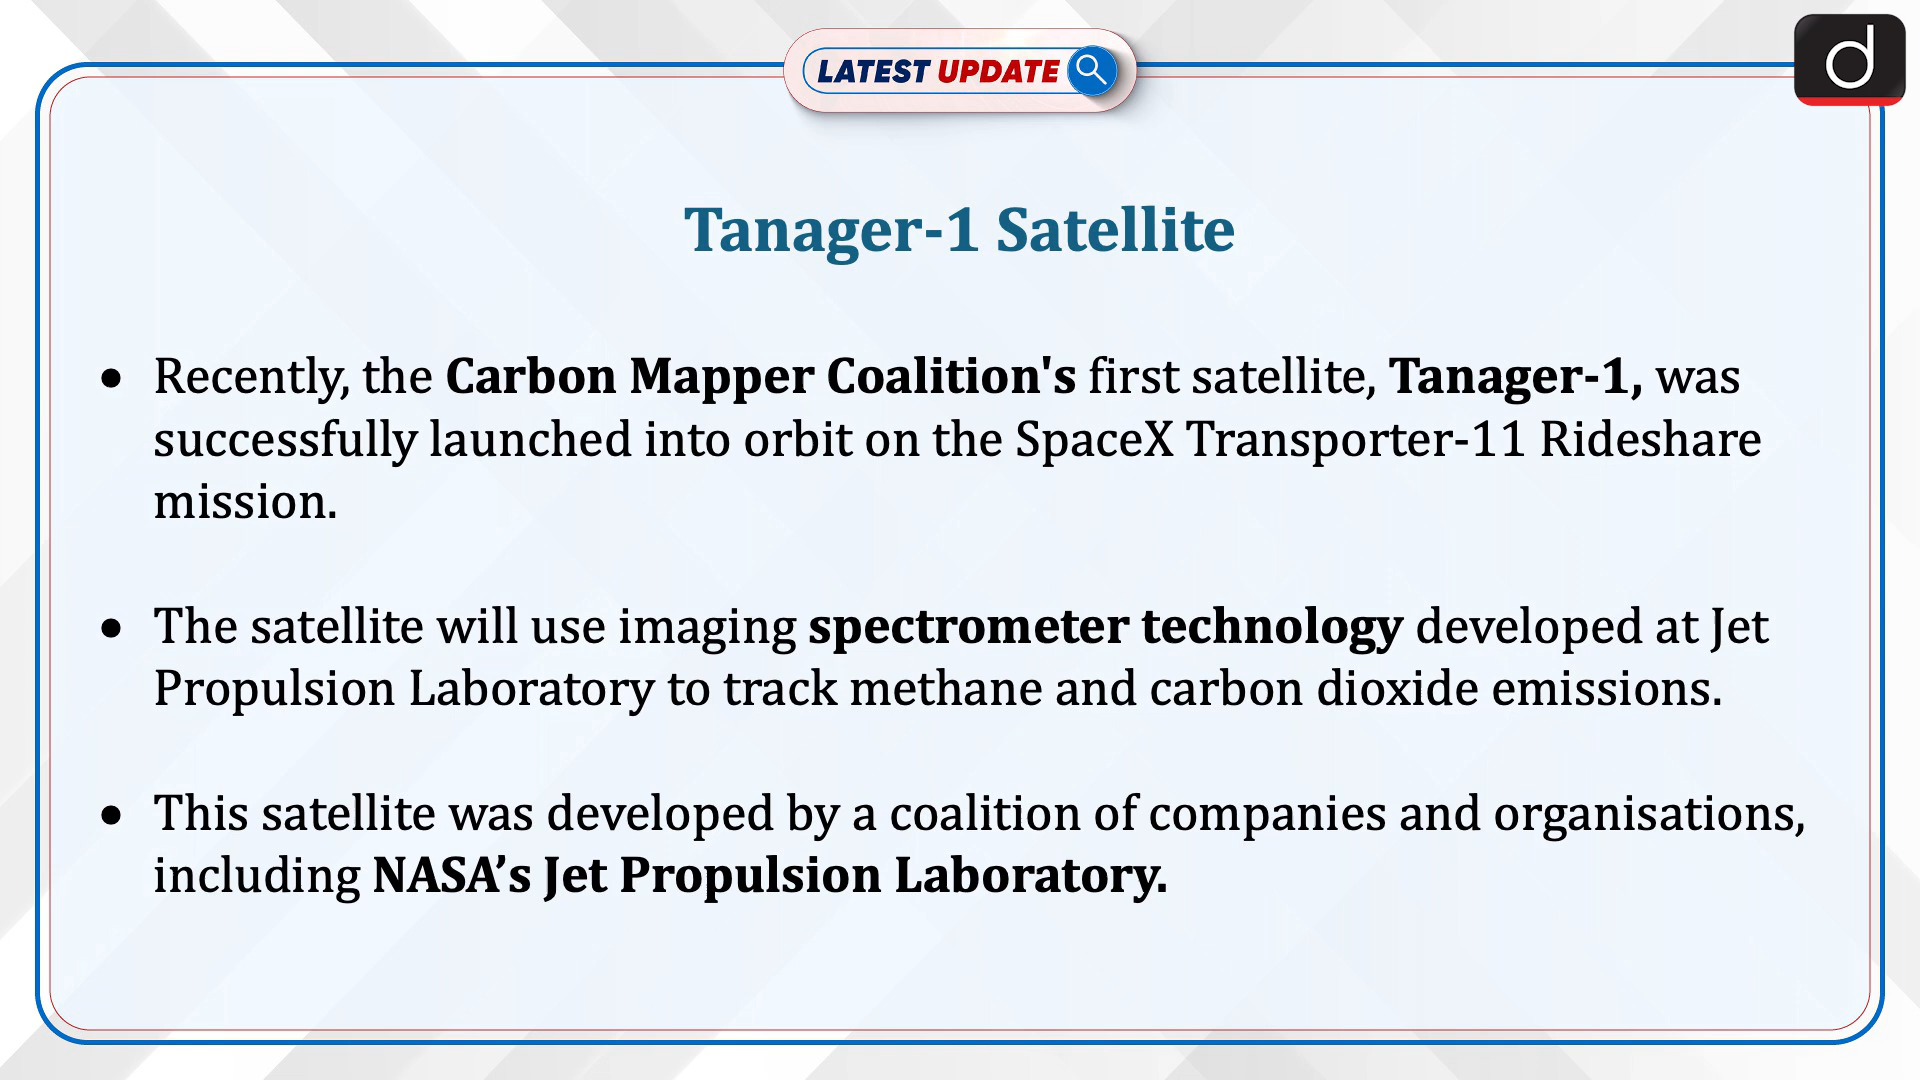 LATEST UPDATE
d
Tanager-1 Satellite
• Recently, the Carbon Mapper Coalition's first satellite, Tanager-1, was
successfully launched into orbit on the SpaceX Transporter-11 Rideshare
mission.
• The satellite will use imaging spectrometer technology developed at Jet
Propulsion Laboratory to track methane and carbon dioxide emissions.
• This satellite was developed by a coalition of companies and organisations,
including NASA’s Jet Propulsion Laboratory.